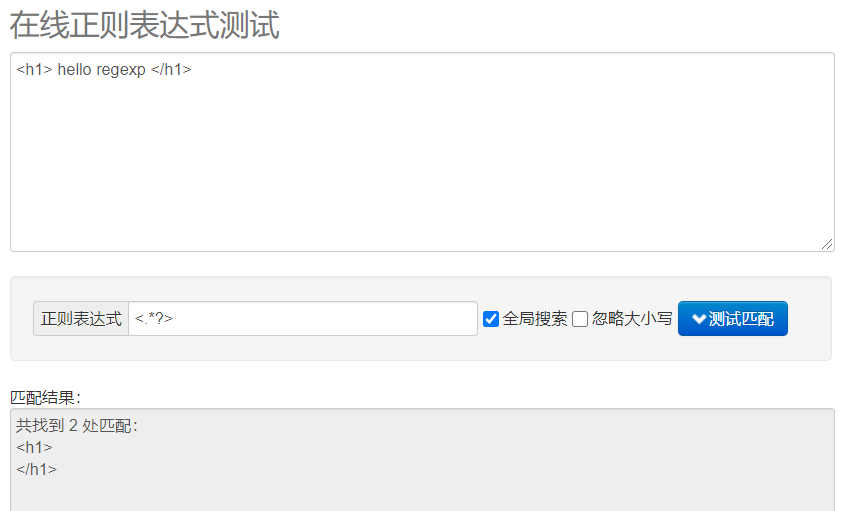 在线正则表达式测试
<h1> hello regexp </h1>
正则表达式 <.*?> 全局搜索 忽略大小写 测试匹配
匹配结果：
共找到 2 处匹配：
<h1>
</h1>